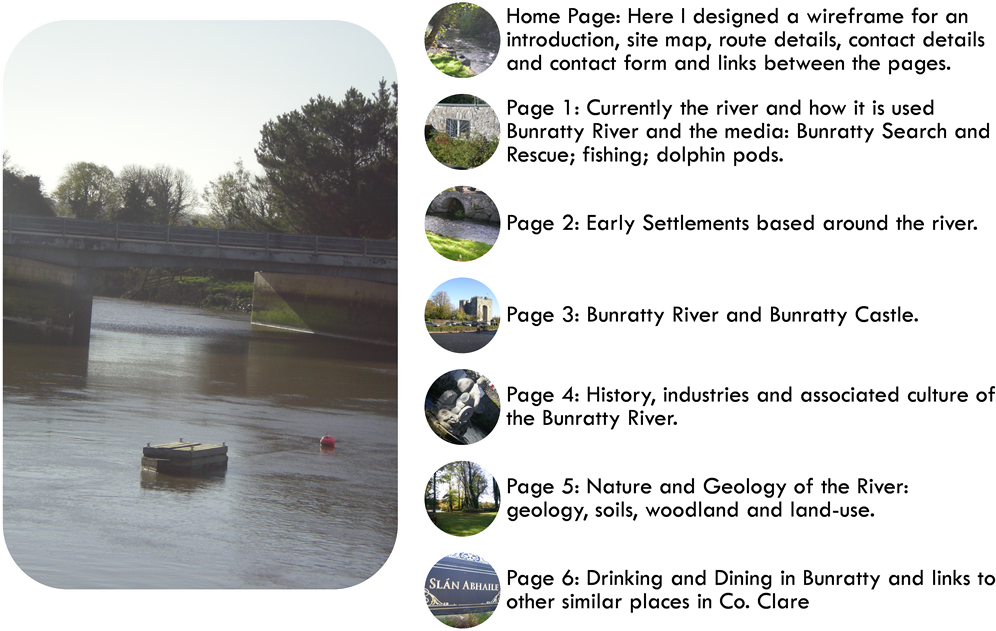 Home Page: Here I designed a wireframe for an
introduction, site map, route details, contact details
and contact form and links between the pages.
Page 1: Currently the river and how it is used
Bunratty River and the media: Bunratty Search and
Rescue; fishing; dolphin pods.
Page 2: Early Settlements based around the river.
Page 3: Bunratty River and Bunratty Castle.
Page 4: History, industries and associated culture of
the Bunratty River.
Page 5: Nature and Geology of the River:
geology, soils, woodland and land-use.
SLÁN ABHAILE
Page 6: Drinking and Dining in Bunratty and links to
other similar places in Co. Clare